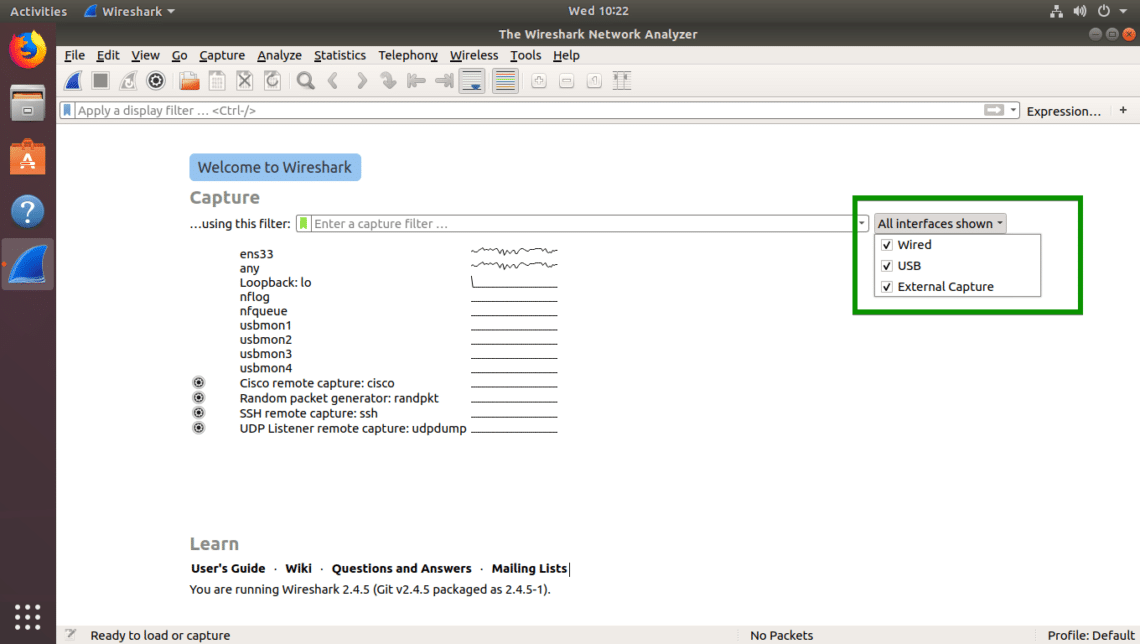 Activities Wireshark Wed 10:22
The Wireshark Network Analyzer
File Edit View Go Capture Analyze Statistics Telephony Wireless Tools Help
Apply a display filter … <Ctrl-/> Expression… +
Welcome to Wireshark
Capture
…using this filter: Enter a capture filter … All interfaces shown
Wired
USB
External Capture
ens33
any
Loopback: lo
nflog
nfqueue
usbmon1
usbmon2
usbmon3
usbmon4
Cisco remote capture: cisco
Random packet generator: randpkt
SSH remote capture: ssh
UDP Listener remote capture: udpdump
Learn
User's Guide · Wiki · Questions and Answers · Mailing Lists
You are running Wireshark 2.4.5 (Git v2.4.5 packaged as 2.4.5-1).
Ready to load or capture No Packets Profile: Default